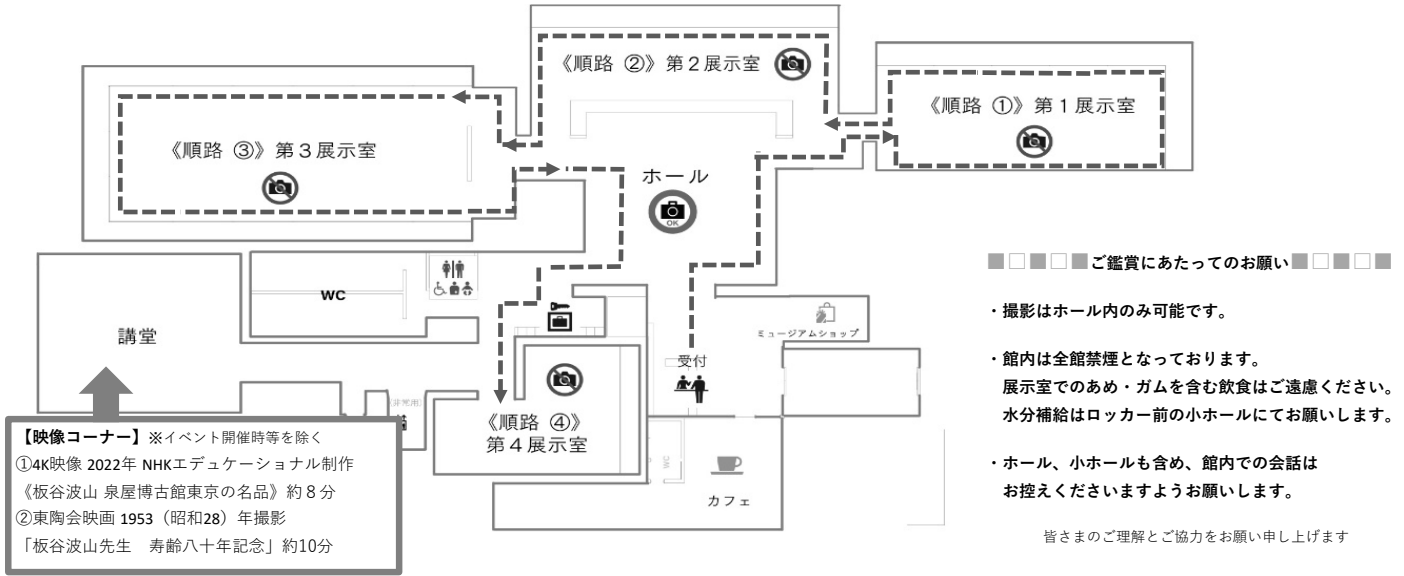 《順路 ②》第2展示室
《順路 ①》第1展示室
《順路 ③》第3展示室
ホール
OK
WC
講堂
ミュージアムショップ
受付
(非常用)
《順路 ④》
第4展示室
WC
カフェ
【映像コーナー】※イベント開催時等を除く
①4K映像 2022年 NHKエデュケーショナル制作
《板谷波山 泉屋博古館東京の名品》約８分
②東陶会映画 1953（昭和28）年撮影
「板谷波山先生　寿齢八十年記念」約10分
■□■□■ご鑑賞にあたってのお願い■□■□■
・撮影はホール内のみ可能です。
・館内は全館禁煙となっております。
展示室でのあめ・ガムを含む飲食はご遠慮ください。
水分補給はロッカー前の小ホールにてお願いします。
・ホール、小ホールも含め、館内での会話は
お控えくださいますようお願いします。
皆さまのご理解とご協力をお願い申し上げます